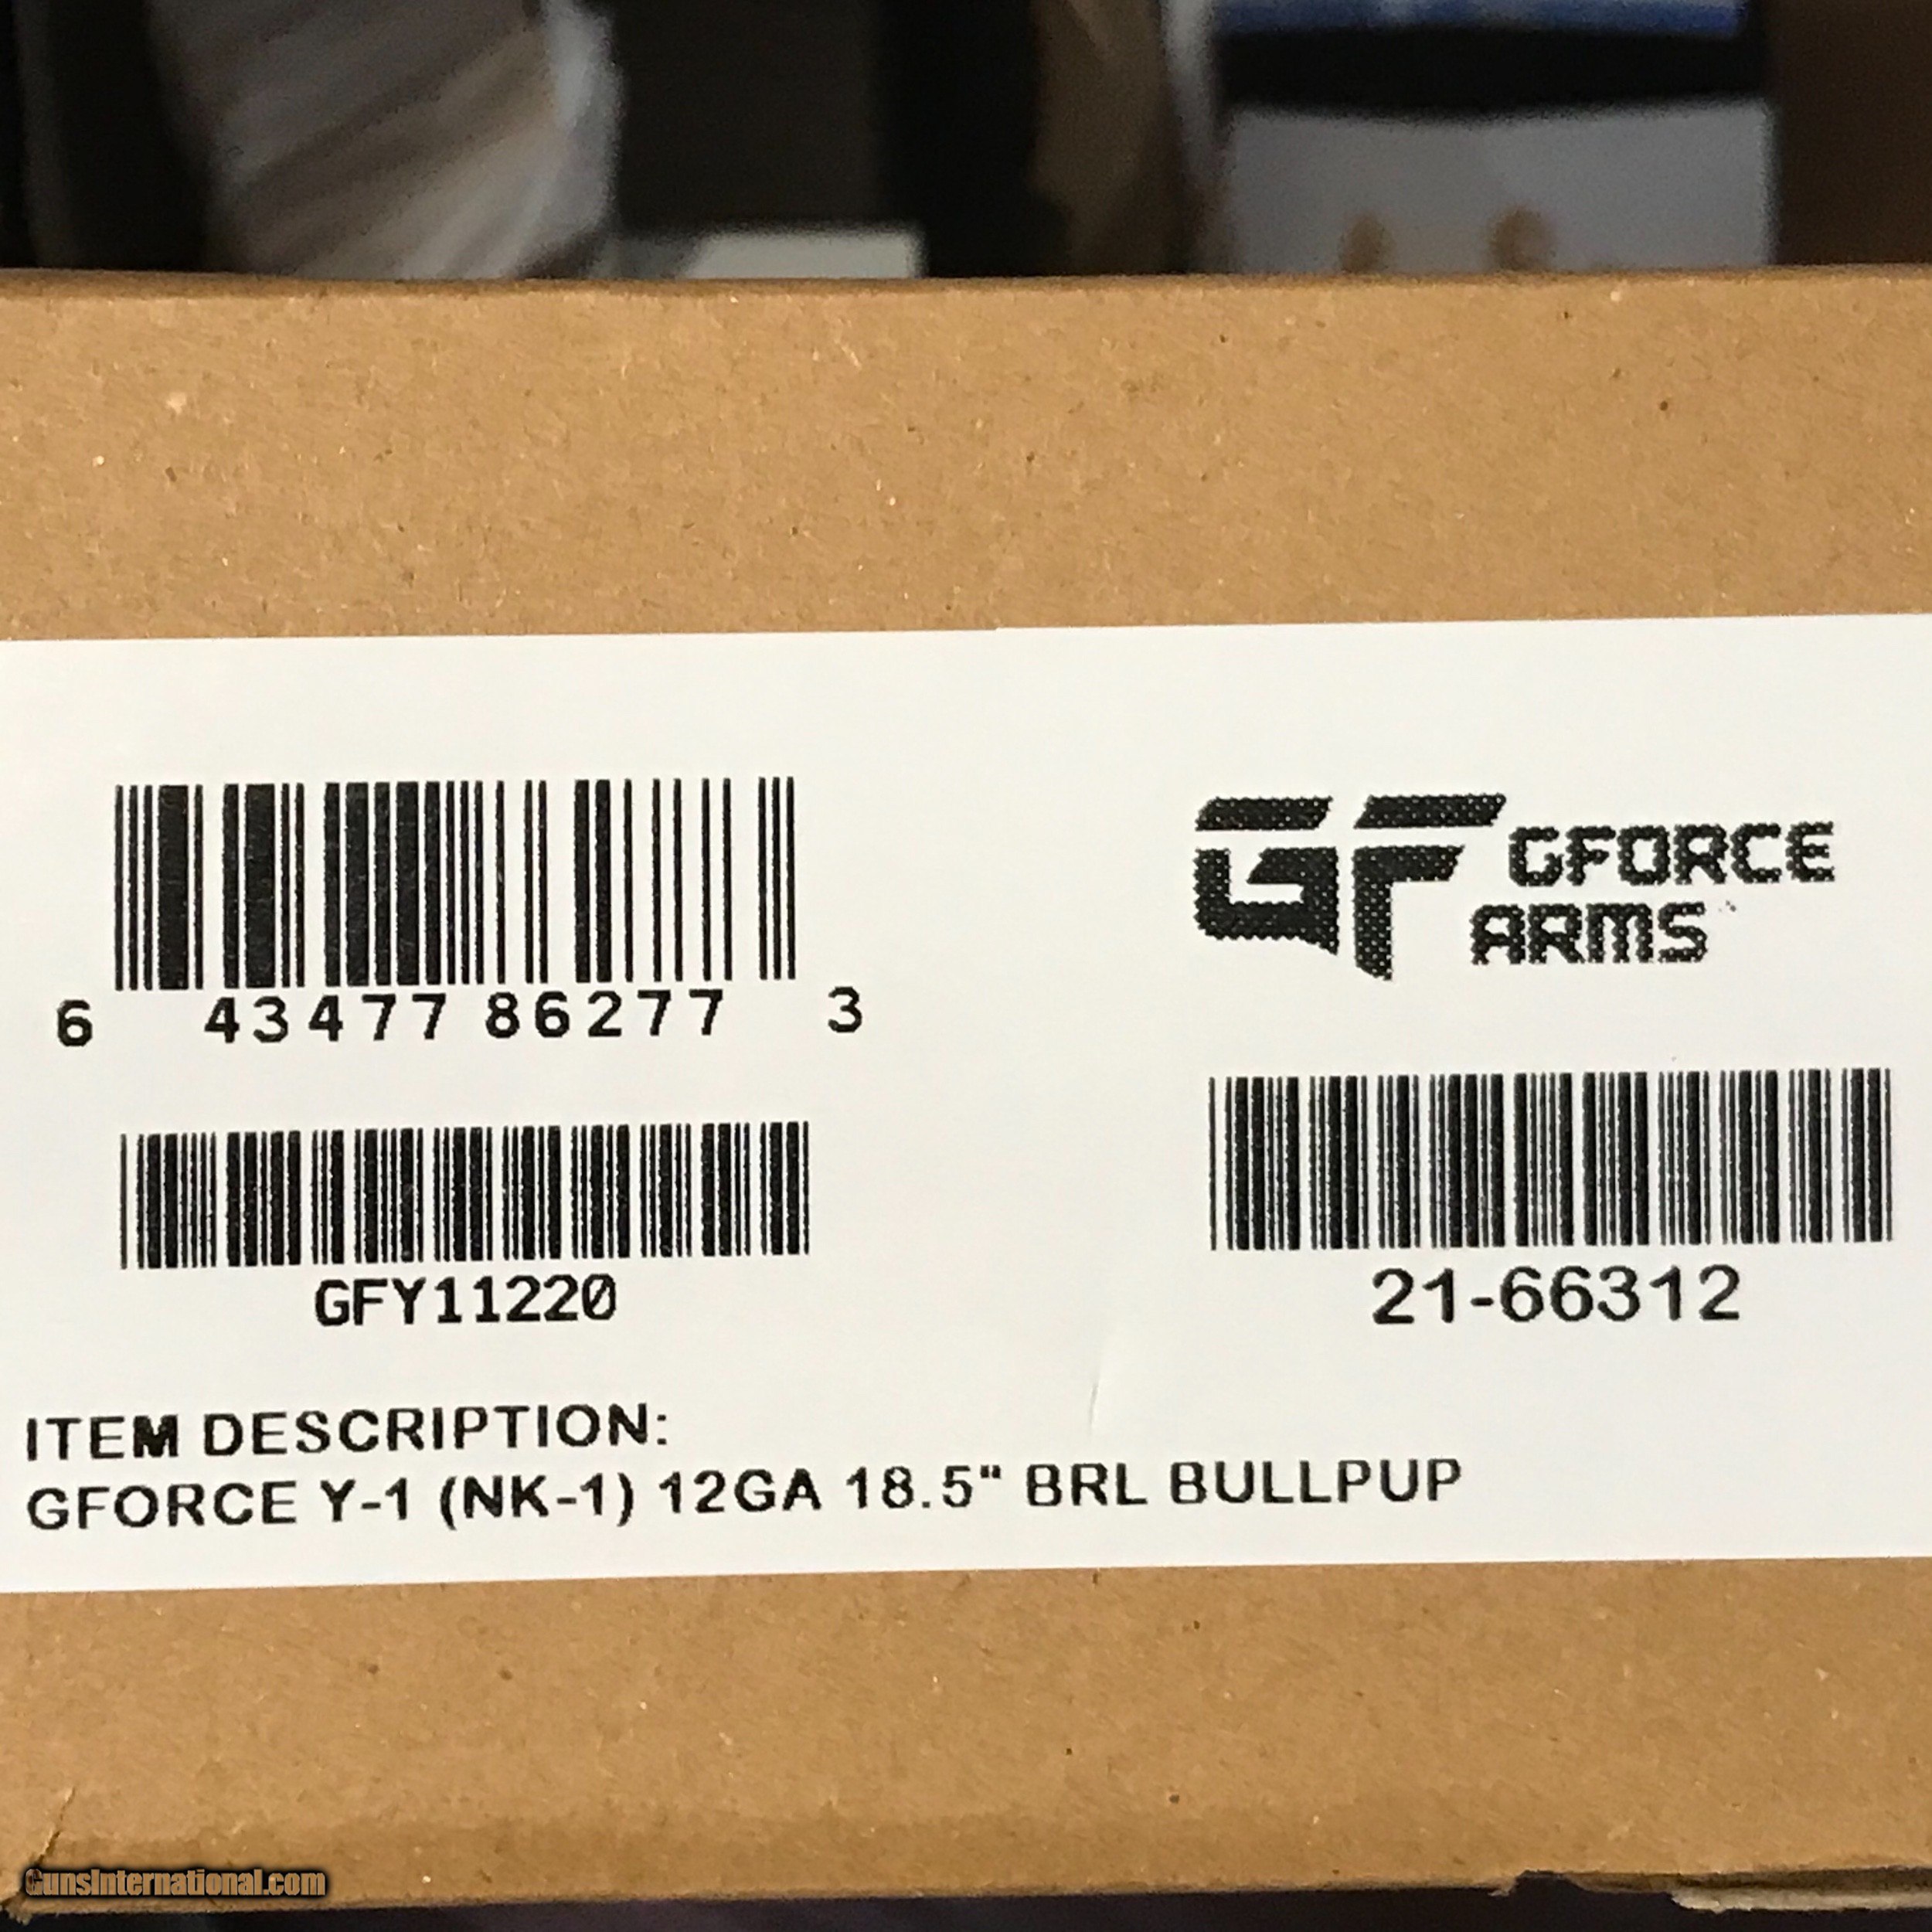 6 43477 86277 3
GF GFORCE
ARMS
GFY11220
21-66312
ITEM DESCRIPTION:
GFORCE Y-1 (NK-1) 12GA 18.5" BRL BULLPUP
GunsInternational.com